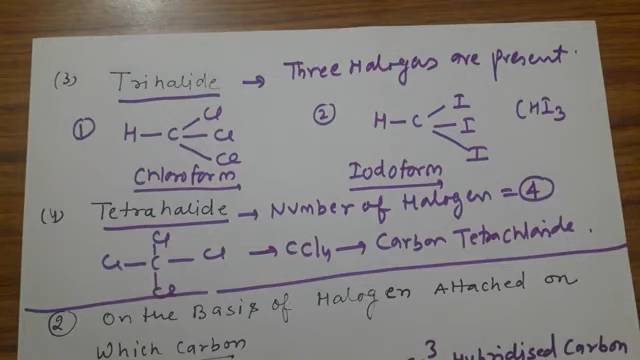 (3) Trihalide → Three Halogas are present.
① H-C Cl Cl Cl ② H-C I I I CHI3
Chloroform Iodoform
(4) Tetrahalide → Number of Halogen = ④
Cl-C-Cl Cl Cl → CCl4 → Carbon Tetrachloride.
② On the Basis of Halogen Attached on
Which Carbon 3 Hybridised Carbon